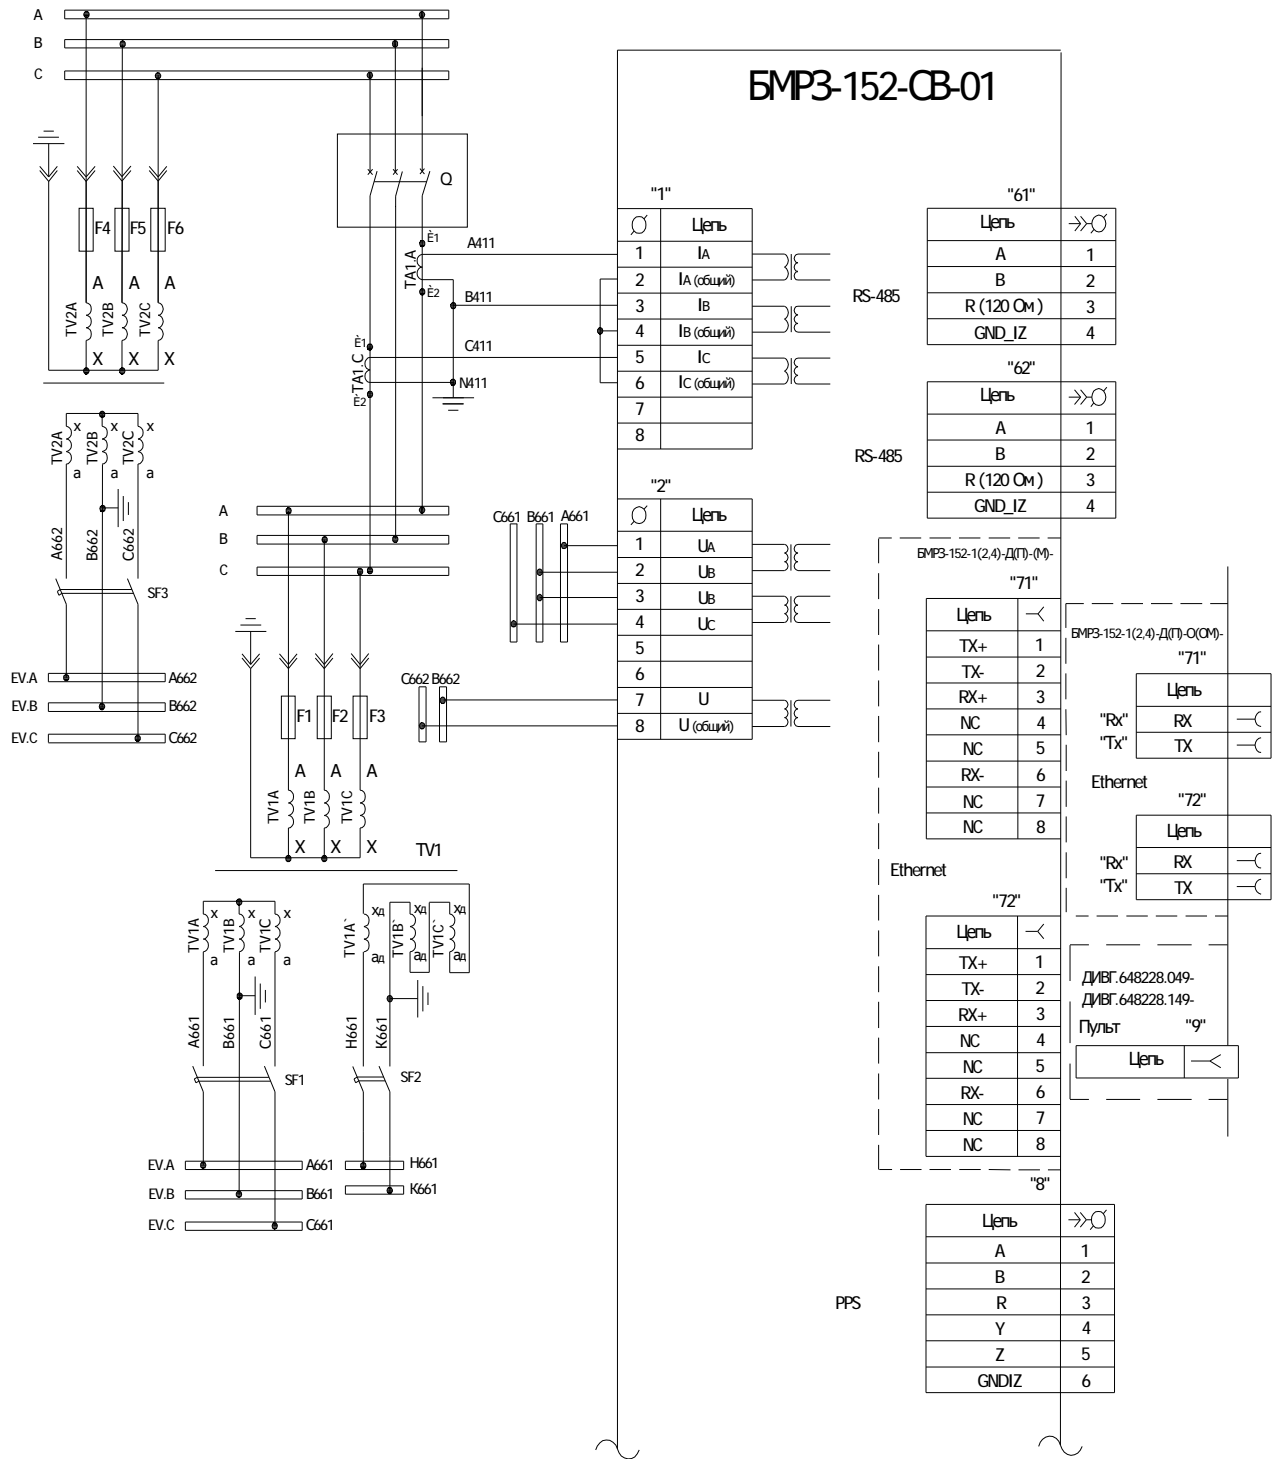 A
B
C
БМРЗ-152-СВ-01
Q
F4
F5
F6
A
A
A
TV2A
TV2B
TV2C
X
X
X
È1
TA1.A
È2
A411
B411
È1
TA1.C
È2
C411
N411
"1"
Цепь
1 IA
2 IA (общий)
3 IB
4 IB (общий)
5 IC
6 IC (общий)
7
8
"61"
Цепь
A 1
B 2
R (120 Ом) 3
GND_IZ 4
RS-485
"62"
Цепь
A 1
B 2
R (120 Ом) 3
GND_IZ 4
RS-485
TV2A
TV2B
TV2C
x
x
x
a
a
a
A662
B662
C662
SF3
EV.A A662
EV.B B662
EV.C C662
A
B
C
C661 B661 A661
"2"
Цепь
1 UA
2 UB
3 UB
4 UC
5
6
7 U
8 U (общий)
C662 B662
F1
F2
F3
A
A
A
TV1A
TV1B
TV1C
X
X
X
TV1
TV1A
TV1B
TV1C
x
x
x
a
a
a
A661
B661
C661
SF1
EV.A A661
EV.B B661
EV.C C661
TV1A`
TV1B`
TV1C`
xд
xд
xд
aд
aд
aд
H661
K661
SF2
H661
K661
БМРЗ-152-1(2,4)-Д(П)-(М)-
"71"
Цепь
TX+ 1
TX- 2
RX+ 3
NC 4
NC 5
RX- 6
NC 7
NC 8
Ethernet
"72"
Цепь
TX+ 1
TX- 2
RX+ 3
NC 4
NC 5
RX- 6
NC 7
NC 8
БМРЗ-152-1(2,4)-Д(П)-О(ОМ)-
"71"
Цепь
"Rx" RX
"Tx" TX
Ethernet
"72"
Цепь
"Rx" RX
"Tx" TX
ДИВГ.648228.049-
ДИВГ.648228.149-
Пульт "9"
Цепь
"8"
Цепь
A 1
B 2
R 3
Y 4
Z 5
GNDIZ 6
PPS